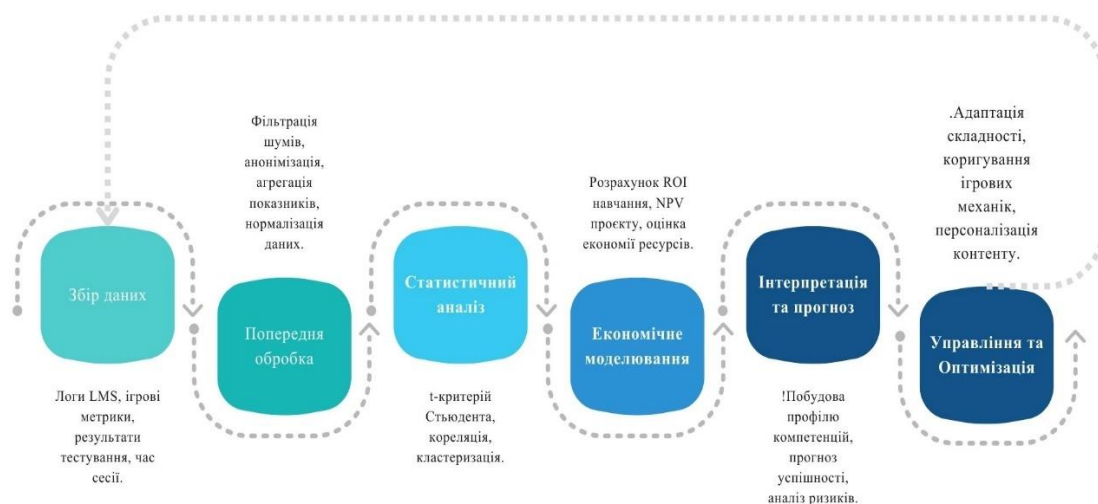 Збір даних
Логи LMS, ігрові
метрики,
результати
тестування, час
сесії.
Фільтрація
шумів,
анонімізація,
агрегація
показників,
нормалізація
даних.
Попередня
обробка
Статистичний
аналіз
t-критерій
Стьюдента,
кореляція,
кластеризація.
Розрахунок ROI
навчання, NPV
проєкту, оцінка
економії ресурсів.
Економічне
моделювання
Інтерпретація
та прогноз
!Побудова
профілю
компетенцій,
прогноз
успішності,
аналіз ризиків.
.Адаптація
складності,
коригування
ігрових
механік,
персоналізація
контенту.
Управління та
Оптимізація